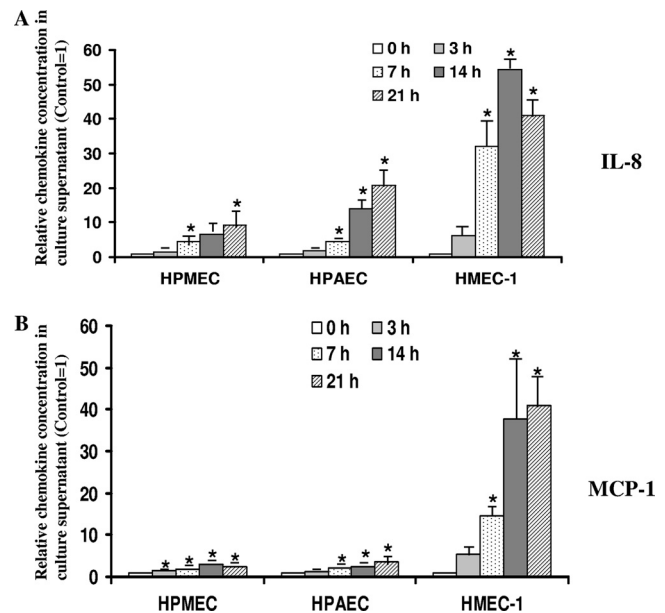 A
Relative chemokine concentration in
culture supernatant (Control=1)
60
50
40
30
20
10
0
0 h 3 h
7 h 14 h
21 h
* * * * * * * *
HPMEC HPAEC HMEC-1
IL-8
B
Relative chemokine concentration in
culture supernatant (Control=1)
60
50
40
30
20
10
0
0 h 3 h
7 h 14 h
21 h
* * * * * * * * * *
HPMEC HPAEC HMEC-1
MCP-1